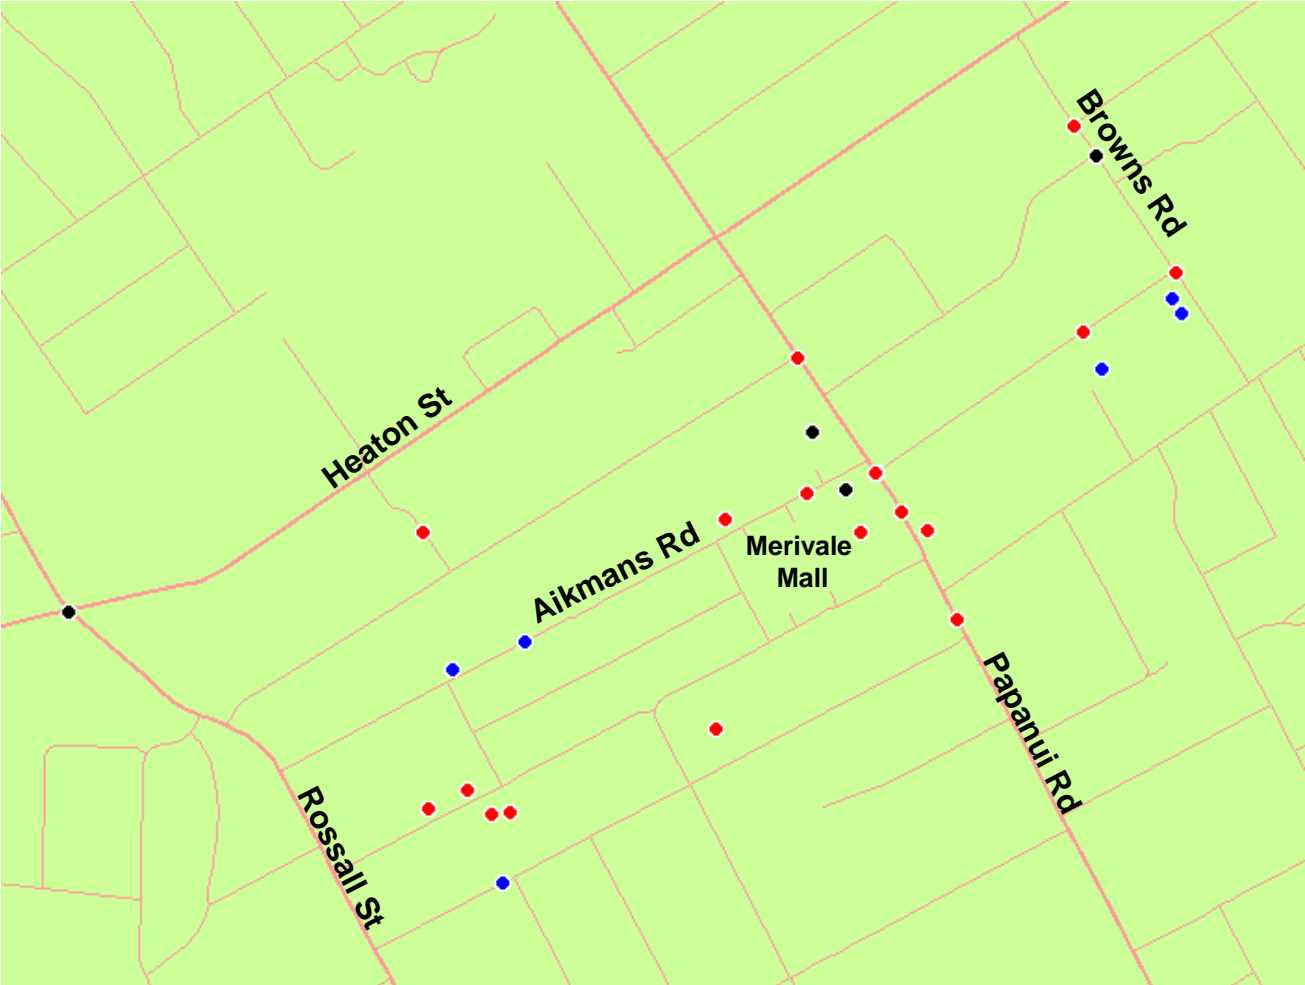 Browns Rd
Heaton St
Aikmans Rd
Merivale
Mall
Papanui Rd
Rossall St